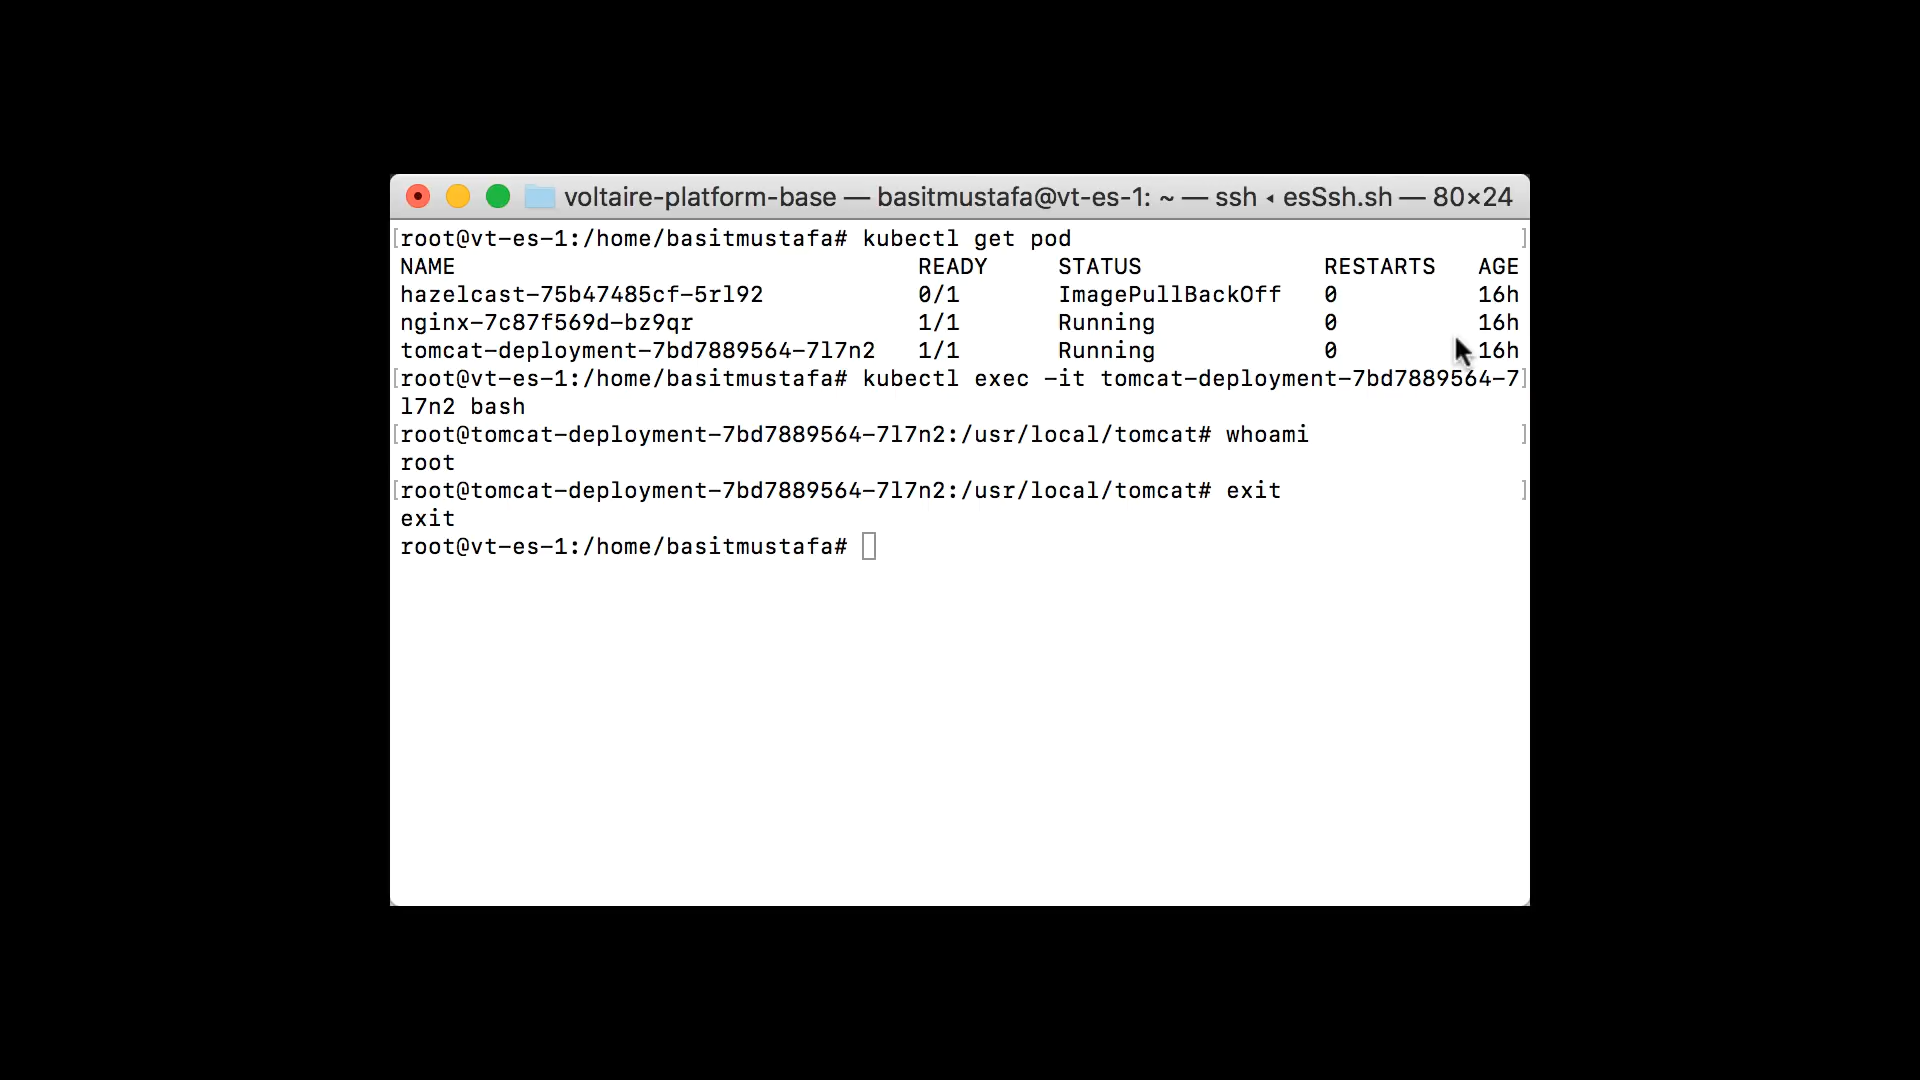 voltaire-platform-base — basitmustafa@vt-es-1: ~ — ssh ◂ esSsh.sh — 80×24
[root@vt-es-1:/home/basitmustafa# kubectl get pod ]
NAME READY STATUS RESTARTS AGE
hazelcast-75b47485cf-5rl92 0/1 ImagePullBackOff 0 16h
nginx-7c87f569d-bz9qr 1/1 Running 0 16h
tomcat-deployment-7bd7889564-7l7n2 1/1 Running 0 16h
[root@vt-es-1:/home/basitmustafa# kubectl exec -it tomcat-deployment-7bd7889564-7]
l7n2 bash
[root@tomcat-deployment-7bd7889564-7l7n2:/usr/local/tomcat# whoami ]
root
[root@tomcat-deployment-7bd7889564-7l7n2:/usr/local/tomcat# exit ]
exit
root@vt-es-1:/home/basitmustafa#